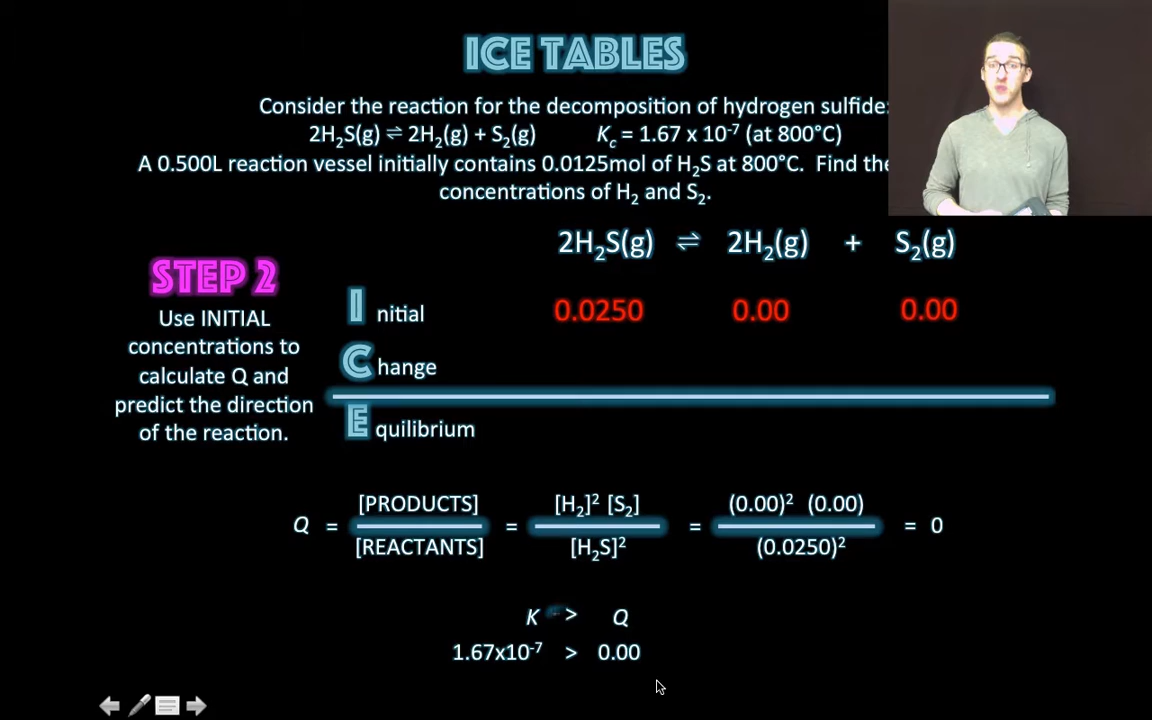 ICE TABLES
Consider the reaction for the decomposition of hydrogen sulfide:
2H₂S(g) ⇌ 2H₂(g) + S₂(g) K꜀ = 1.67 x 10⁻⁷ (at 800°C)
A 0.500L reaction vessel initially contains 0.0125mol of H₂S at 800°C. Find the
concentrations of H₂ and S₂.
2H₂S(g) ⇌ 2H₂(g) + S₂(g)
STEP 2
Use INITIAL
concentrations to
calculate Q and
predict the direction
of the reaction.
Initial 0.0250 0.00 0.00
Change
Equilibrium
Q = [PRODUCTS] / [REACTANTS] = [H₂]² [S₂] / [H₂S]² = (0.00)² (0.00) / (0.0250)² = 0
K > Q
1.67x10⁻⁷ > 0.00